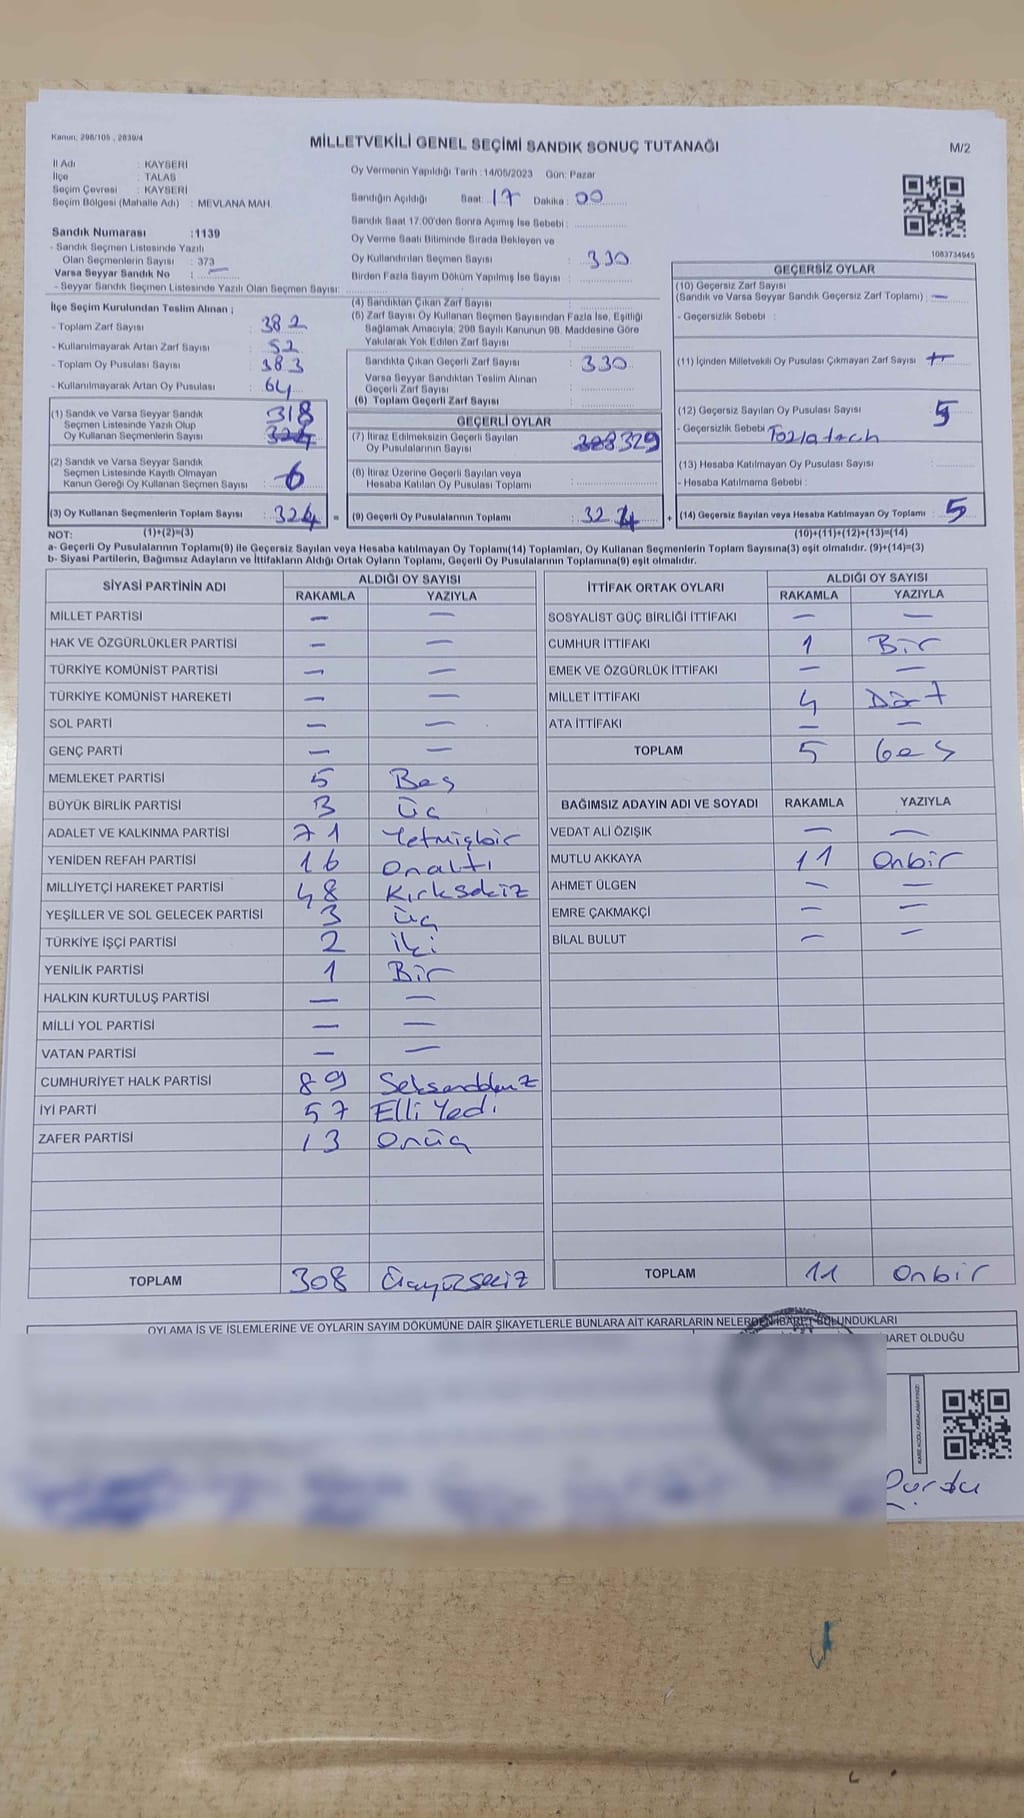 Kanun: 298/105 , 2839/4
MİLLETVEKİLİ GENEL SEÇİMİ SANDIK SONUÇ TUTANAĞI
M/2
İl Adı : KAYSERİ
İlçe : TALAS
Seçim Çevresi : KAYSERİ
Seçim Bölgesi (Mahalle Adı) : MEVLANA MAH.
Oy Vermenin Yapıldığı Tarih : 14/05/2023 Gün: Pazar
Sandığın Açıldığı Saat: 17 Dakika : 00
Sandık Saat 17:00'den Sonra Açımış İse Sebebi :
Oy Verme Saati Bitiminde Sırada Bekleyen ve
Oy Kullandırılan Seçmen Sayısı : 330
Birden Fazla Sayım Döküm Yapılmış İse Sayısı :
Sandık Numarası :1139
- Sandık Seçmen Listesinde Yazılı
Olan Seçmenlerin Sayısı : 373
Varsa Seyyar Sandık No : —
- Seyyar Sandık Seçmen Listesinde Yazılı Olan Seçmen Sayısı:
1083734945
İlçe Seçim Kurulundan Teslim Alınan ;
- Toplam Zarf Sayısı : 382
- Kullanılmayarak Artan Zarf Sayısı : 52
- Toplam Oy Pusulası Sayısı : 383
- Kullanılmayarak Artan Oy Pusulası : 64
(1) Sandık ve Varsa Seyyar Sandık
Seçmen Listesinde Yazılı Olup
Oy Kullanan Seçmenlerin Sayısı : 318 324
(2) Sandık ve Varsa Seyyar Sandık
Seçmen Listesinde Kayıtlı Olmayan
Kanun Gereği Oy Kullanan Seçmen Sayısı : 6
(3) Oy Kullanan Seçmenlerin Toplam Sayısı : 324 =
(4) Sandıktan Çıkan Zarf Sayısı :
(5) Zarf Sayısı Oy Kullanan Seçmen Sayısından Fazla İse, Eşitliği
Sağlamak Amacıyla; 298 Sayılı Kanunun 98. Maddesine Göre
Yakılarak Yok Edilen Zarf Sayısı :
Sandıkta Çıkan Geçerli Zarf Sayısı : 330
Varsa Seyyar Sandıktan Teslim Alınan
Geçerli Zarf Sayısı :
(6) Toplam Geçerli Zarf Sayısı :
GEÇERLİ OYLAR
(7) İtiraz Edilmeksizin Geçerli Sayılan
Oy Pusulalarının Sayısı : 329
(8) İtiraz Üzerine Geçerli Sayılan veya
Hesaba Katılan Oy Pusulası Toplamı :
(9) Geçerli Oy Pusulalarının Toplamı : 324 +
GEÇERSİZ OYLAR
(10) Geçersiz Zarf Sayısı
(Sandık ve Varsa Seyyar Sandık Geçersiz Zarf Toplamı) : —
- Geçersizlik Sebebi :
(11) İçinden Milletvekili Oy Pusulası Çıkmayan Zarf Sayısı :
(12) Geçersiz Sayılan Oy Pusulası Sayısı : 5
- Geçersizlik Sebebi :
(13) Hesaba Katılmayan Oy Pusulası Sayısı :
- Hesaba Katılmama Sebebi :
(14) Geçersiz Sayılan veya Hesaba Katılmayan Oy Toplamı : 5
NOT: (1)+(2)=(3) (10)+(11)+(12)+(13)=(14)
a- Geçerli Oy Pusulalarının Toplamı(9) ile Geçersiz Sayılan veya Hesaba katılmayan Oy Toplamı(14) Toplamları, Oy Kullanan Seçmenlerin Toplam Sayısına(3) eşit olmalıdır. (9)+(14)=(3)
b- Siyasi Partilerin, Bağımsız Adayların ve İttifakların Aldığı Ortak Oyların Toplamı, Geçerli Oy Pusulalarının Toplamına(9) eşit olmalıdır.
SİYASİ PARTİNİN ADI ALDIĞI OY SAYISI
RAKAMLA YAZIYLA
MİLLET PARTİSİ — —
HAK VE ÖZGÜRLÜKLER PARTİSİ — —
TÜRKİYE KOMÜNİST PARTİSİ — —
TÜRKİYE KOMÜNİST HAREKETİ — —
SOL PARTİ — —
GENÇ PARTİ — —
MEMLEKET PARTİSİ 5 Beş
BÜYÜK BİRLİK PARTİSİ 3 üç
ADALET VE KALKINMA PARTİSİ 71 Yetmişbir
YENİDEN REFAH PARTİSİ 16 onaltı
MİLLİYETÇİ HAREKET PARTİSİ 48 Kırksekiz
YEŞİLLER VE SOL GELECEK PARTİSİ 3 üç
TÜRKİYE İŞÇİ PARTİSİ 2 iki
YENİLİK PARTİSİ 1 Bir
HALKIN KURTULUŞ PARTİSİ — —
MİLLİ YOL PARTİSİ — —
VATAN PARTİSİ — —
CUMHURİYET HALK PARTİSİ 89 Seksendokuz
İYİ PARTİ 57 Elli Yedi
ZAFER PARTİSİ 13 Onüç
TOPLAM 308 Üçyüzsekiz
İTTİFAK ORTAK OYLARI ALDIĞI OY SAYISI
RAKAMLA YAZIYLA
SOSYALİST GÜÇ BİRLİĞİ İTTİFAKI — —
CUMHUR İTTİFAKI 1 Bir
EMEK VE ÖZGÜRLÜK İTTİFAKI — —
MİLLET İTTİFAKI 4 Dört
ATA İTTİFAKI — —
TOPLAM 5 beş
BAĞIMSIZ ADAYIN ADI VE SOYADI RAKAMLA YAZIYLA
VEDAT ALİ ÖZIŞIK — —
MUTLU AKKAYA 11 Onbir
AHMET ÜLGEN — —
EMRE ÇAKMAKÇİ — —
BİLAL BULUT — —
TOPLAM 11 Onbir
OYLAMA İŞ VE İŞLEMLERİNE VE OYLARIN SAYIM DÖKÜMÜNE DAİR ŞİKAYETLERLE BUNLARA AİT KARARLARIN NELERDEN İBARET BULUNDUKLARI
BARET OLDUĞU